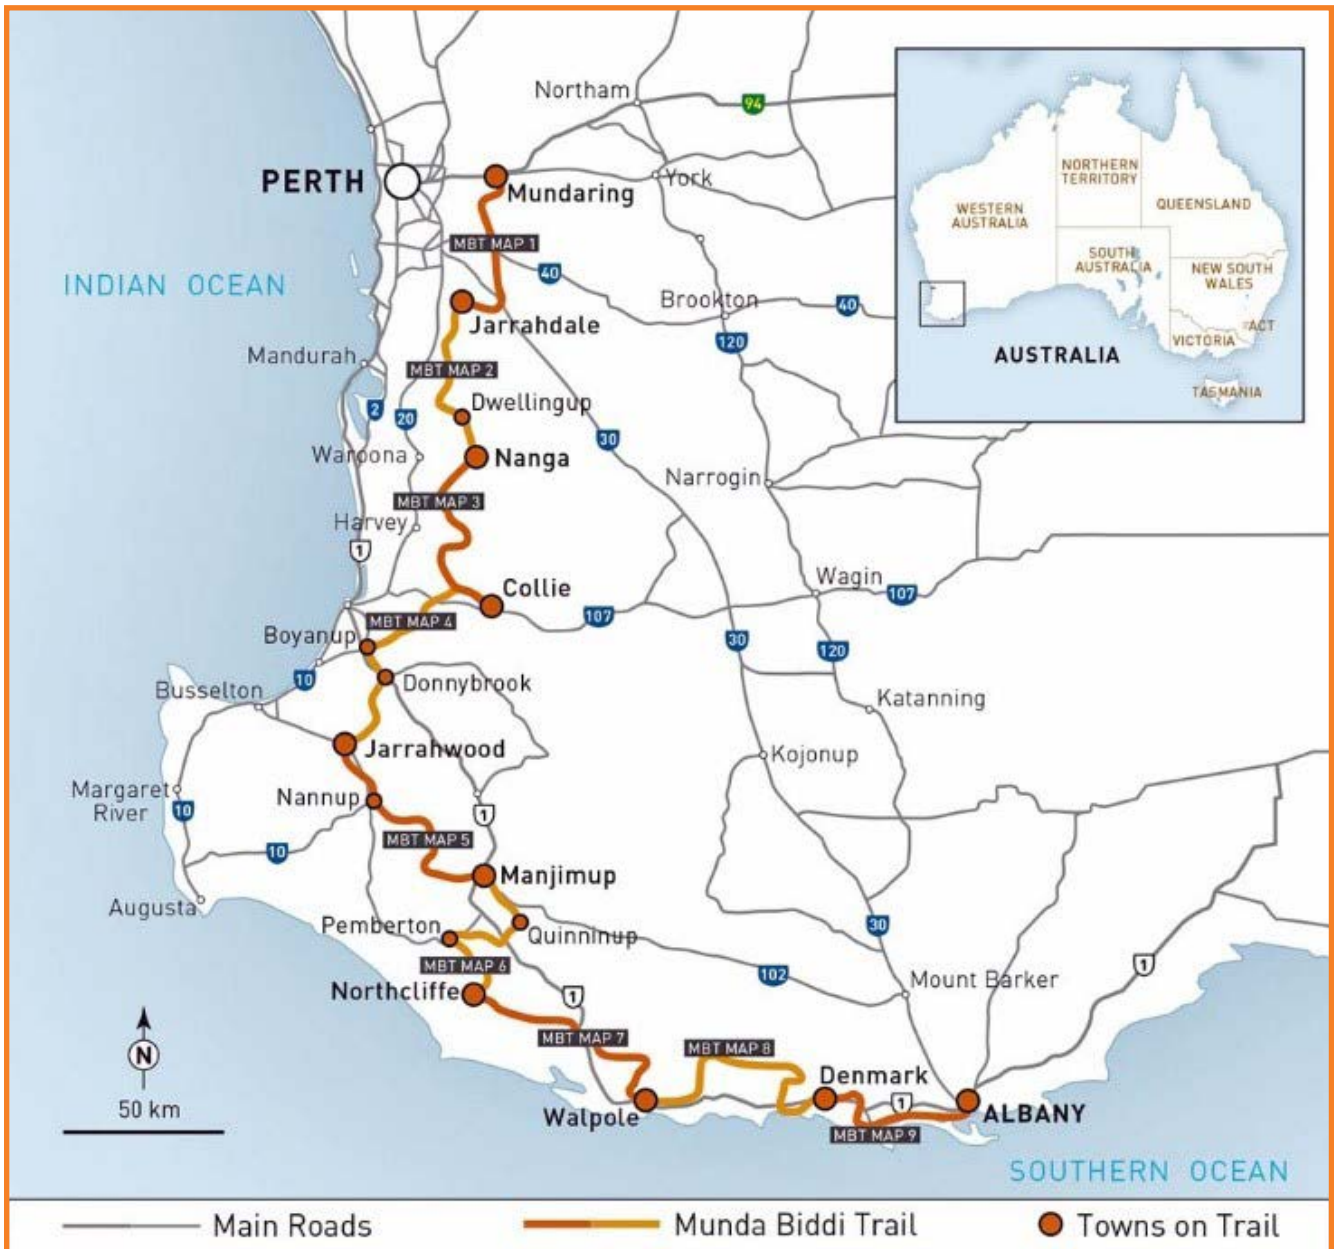 Northam
94
PERTH
Mundaring
York
MBT MAP 1
INDIAN OCEAN
40
Brookton
40
Jarrahdale
120
Mandurah
MBT MAP 2
2
20
Dwellingup
30
Waroona
Nanga
Narrogin
MBT MAP 3
Harvey
1
Collie
Wagin
107
107
MBT MAP 4
Boyanup
30
120
10
Donnybrook
Busselton
Katanning
Jarrahwood
Kojonup
Margaret
River
10
Nannup
1
MBT MAP 5
10
Manjimup
Augusta
Pemberton
Quinninup
30
MBT MAP 6
102
1
Northcliffe
1
Mount Barker
MBT MAP 7
MBT MAP 8
Walpole
Denmark
1
ALBANY
MBT MAP 9
N
50 km
SOUTHERN OCEAN
NORTHERN
TERRITORY
WESTERN
AUSTRALIA
QUEENSLAND
SOUTH
AUSTRALIA
NEW SOUTH
WALES
ACT
VICTORIA
AUSTRALIA
TASMANIA
Main Roads
Munda Biddi Trail
Towns on Trail